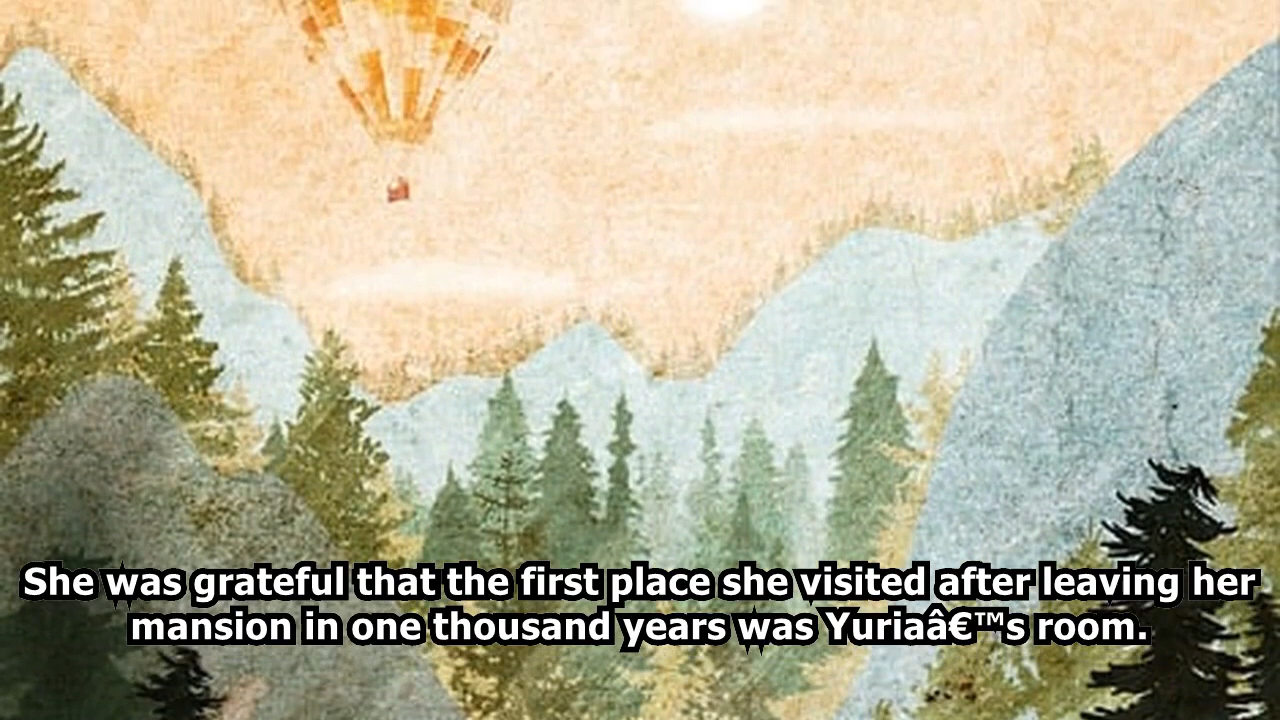 She was grateful that the first place she visited after leaving her
mansion in one thousand years was Yuriaâ€™s room.